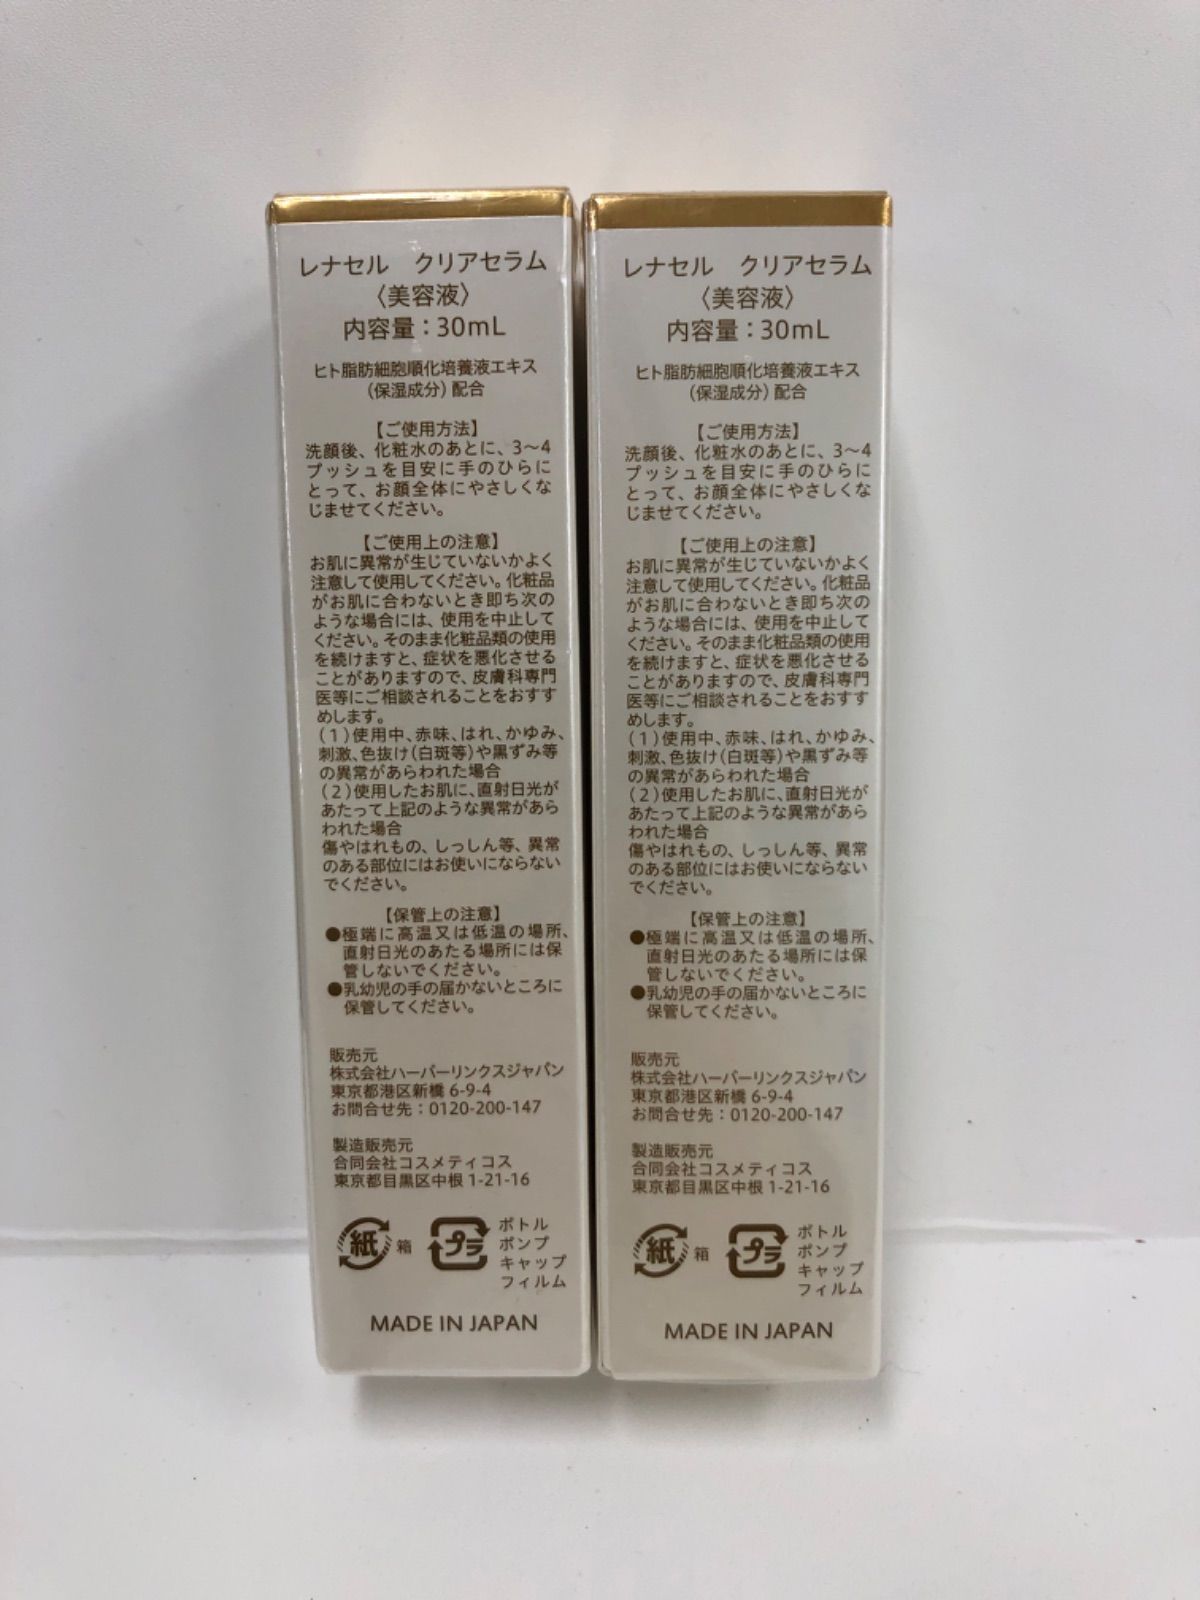 レナセル　クリアセラム
〈美容液〉
内容量：30mL
ヒト脂肪細胞順化培養液エキス
（保湿成分）配合
【ご使用方法】
洗顔後、化粧水のあとに、3〜4
プッシュを目安に手のひらに
とって、お顔全体にやさしくな
じませてください。
【ご使用上の注意】
お肌に異常が生じていないかよく
注意して使用してください。化粧品
がお肌に合わないとき即ち次の
ような場合には、使用を中止して
ください。そのまま化粧品類の使用
を続けますと、症状を悪化させる
ことがありますので、皮膚科専門
医等にご相談されることをおすす
めします。
（1）使用中、赤味、はれ、かゆみ、
刺激、色抜け（白斑等）や黒ずみ等
の異常があらわれた場合
（2）使用したお肌に、直射日光が
あたって上記のような異常があら
われた場合
傷やはれもの、しっしん等、異常
のある部位にはお使いにならない
でください。
【保管上の注意】
●極端に高温又は低温の場所、
直射日光のあたる場所には保
管しないでください。
●乳幼児の手の届かないところに
保管してください。
販売元
株式会社ハーバーリンクスジャパン
東京都港区新橋 6-9-4
お問合せ先：0120-200-147
製造販売元
合同会社コスメティコス
東京都目黒区中根 1-21-16
紙 箱
プラ
ボトル
ポンプ
キャップ
フィルム
MADE IN JAPAN
レナセル　クリアセラム
〈美容液〉
内容量：30mL
ヒト脂肪細胞順化培養液エキス
（保湿成分）配合
【ご使用方法】
洗顔後、化粧水のあとに、3〜4
プッシュを目安に手のひらに
とって、お顔全体にやさしくな
じませてください。
【ご使用上の注意】
お肌に異常が生じていないかよく
注意して使用してください。化粧品
がお肌に合わないとき即ち次の
ような場合には、使用を中止して
ください。そのまま化粧品類の使用
を続けますと、症状を悪化させる
ことがありますので、皮膚科専門
医等にご相談されることをおすす
めします。
（1）使用中、赤味、はれ、かゆみ、
刺激、色抜け（白斑等）や黒ずみ等
の異常があらわれた場合
（2）使用したお肌に、直射日光が
あたって上記のような異常があら
われた場合
傷やはれもの、しっしん等、異常
のある部位にはお使いにならない
でください。
【保管上の注意】
●極端に高温又は低温の場所、
直射日光のあたる場所には保
管しないでください。
●乳幼児の手の届かないところに
保管してください。
販売元
株式会社ハーバーリンクスジャパン
東京都港区新橋 6-9-4
お問合せ先：0120-200-147
製造販売元
合同会社コスメティコス
東京都目黒区中根 1-21-16
紙 箱
プラ
ボトル
ポンプ
キャップ
フィルム
MADE IN JAPAN